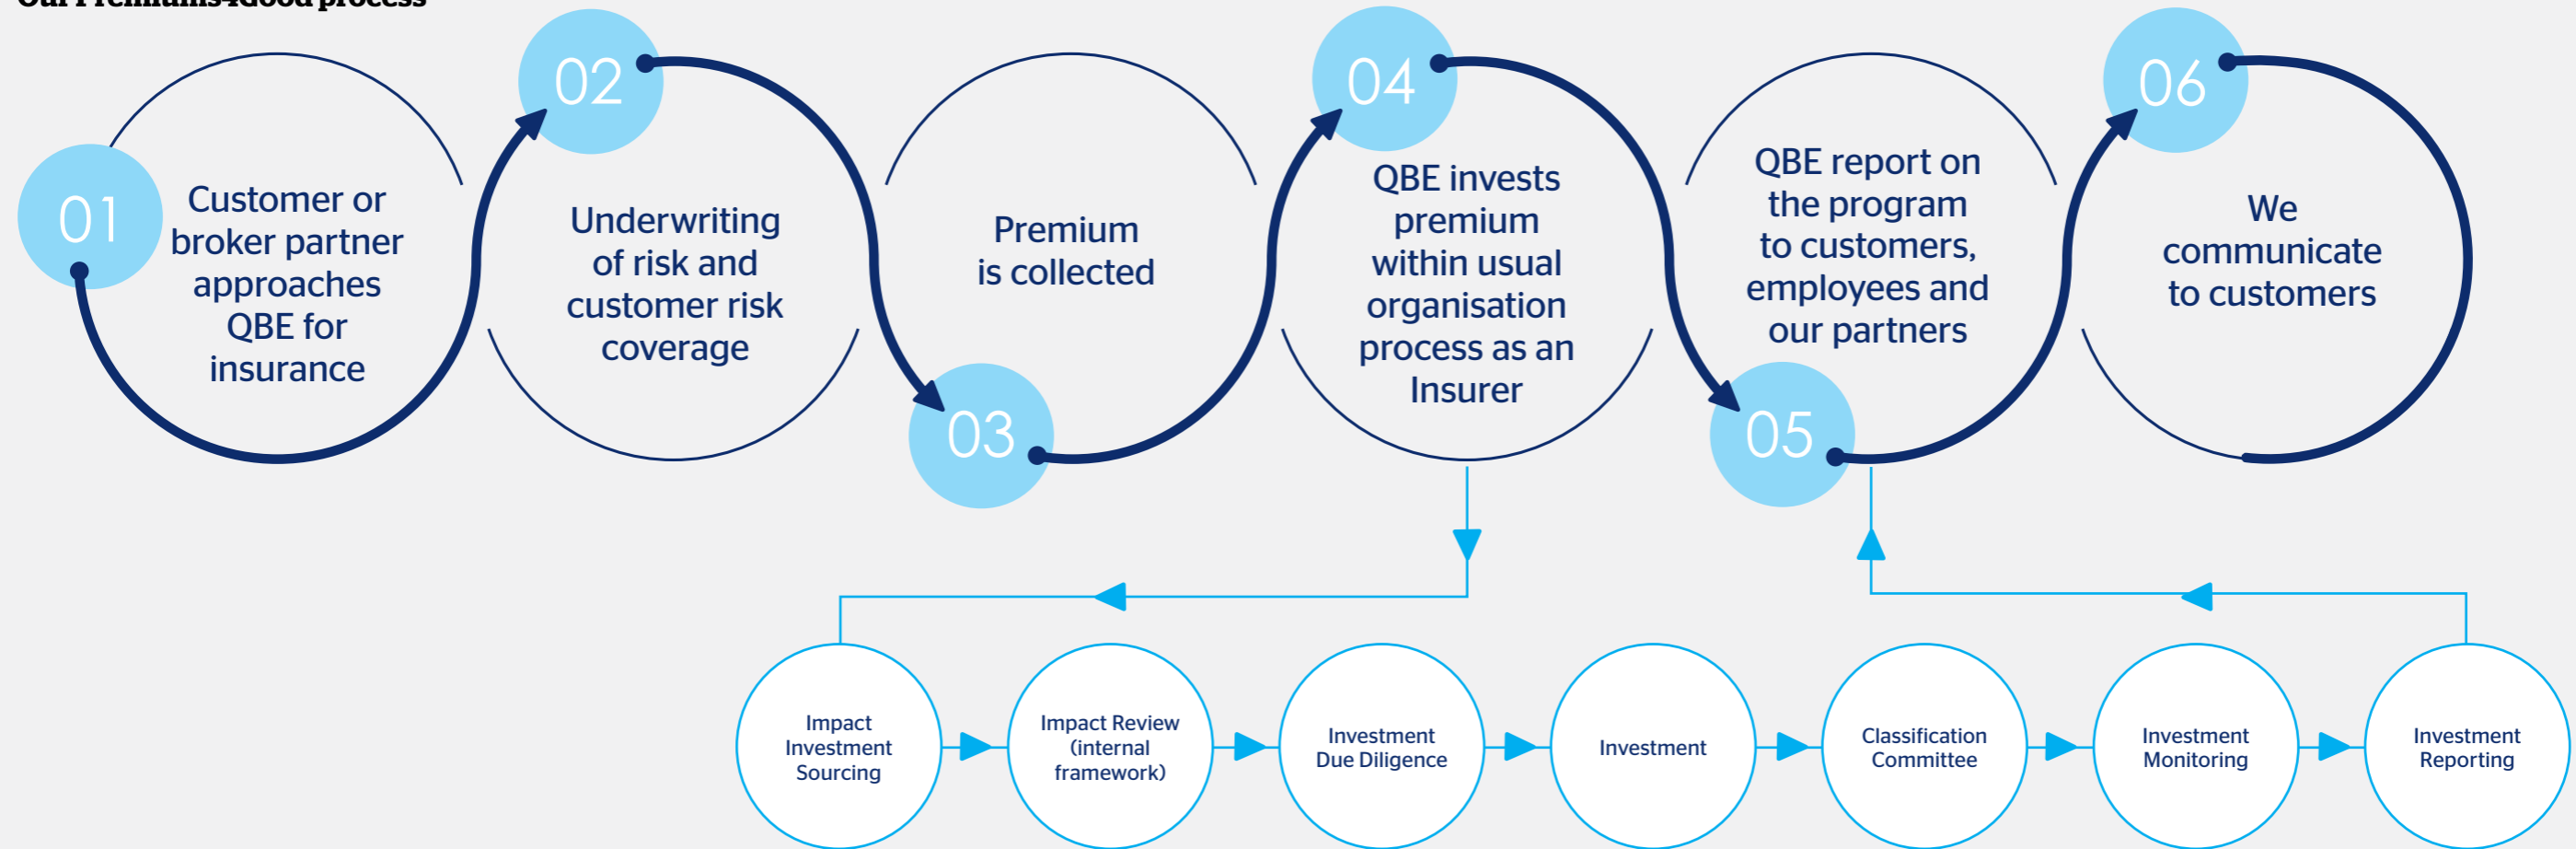 Our Premiums4Good process
01
Customer or
broker partner
approaches
QBE for
insurance
02
Underwriting
of risk and
customer risk
coverage
03
Premium
is collected
04
QBE invests
premium
within usual
organisation
process as an
Insurer
05
QBE report on
the program
to customers,
employees and
our partners
06
We
communicate
to customers
Impact
Investment
Sourcing
Impact Review
(internal
framework)
Investment
Due Diligence
Investment
Classification
Committee
Investment
Monitoring
Investment
Reporting